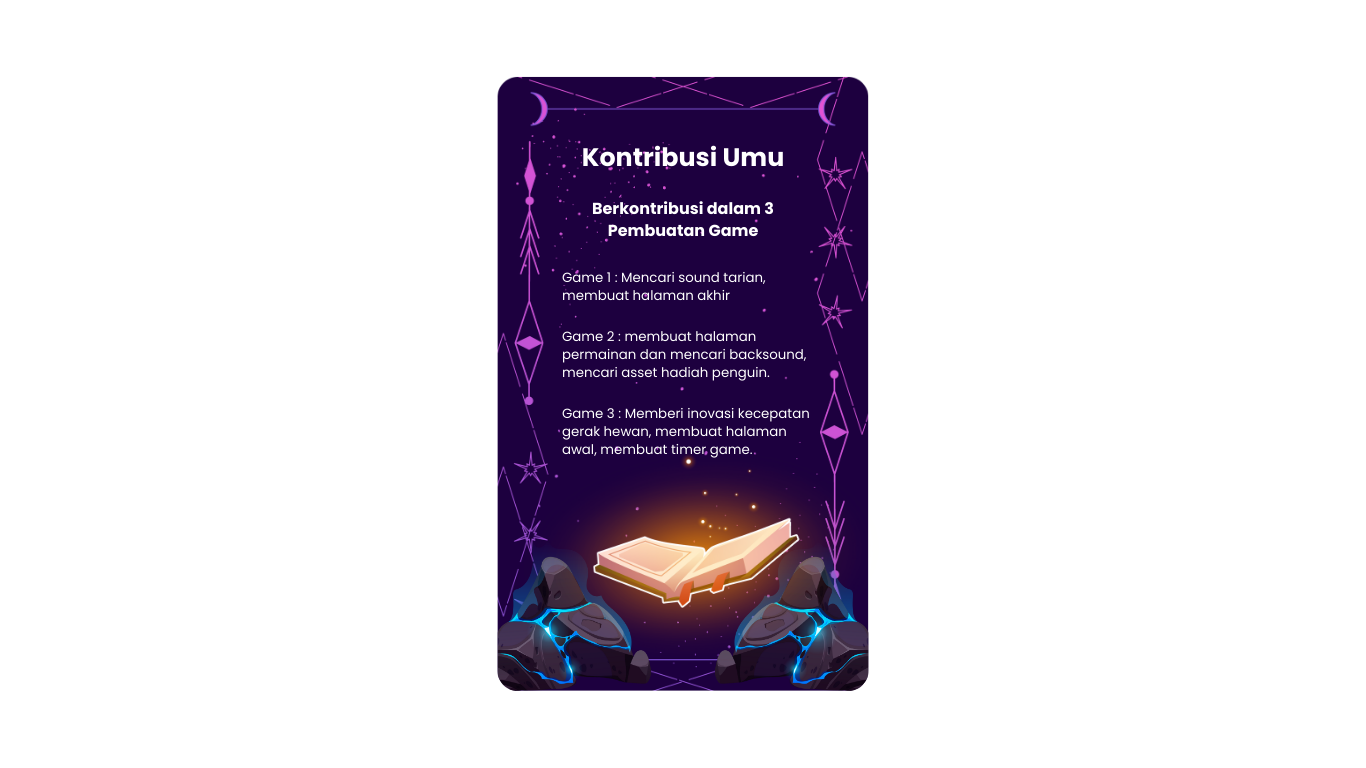 Kontribusi Umu
Berkontribusi dalam 3
Pembuatan Game
Game 1 : Mencari sound tarian,
membuat halaman akhir
Game 2 : membuat halaman
permainan dan mencari backsound,
mencari asset hadiah penguin.
Game 3 : Memberi inovasi kecepatan
gerak hewan, membuat halaman
awal, membuat timer game..